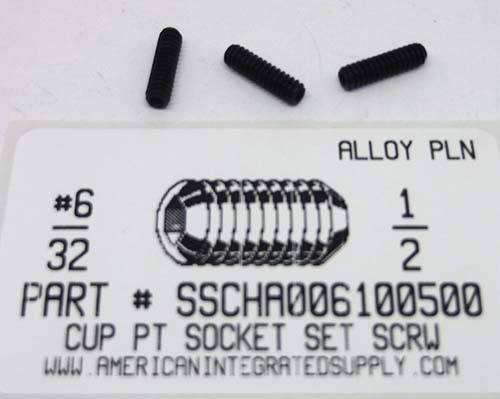 ALLOY PLN
#6
32
1
2
PART # SSCHA006100500
CUP PT SOCKET SET SCRW
WWW.AMERICANINTEGRATEDSUPPLY.COM